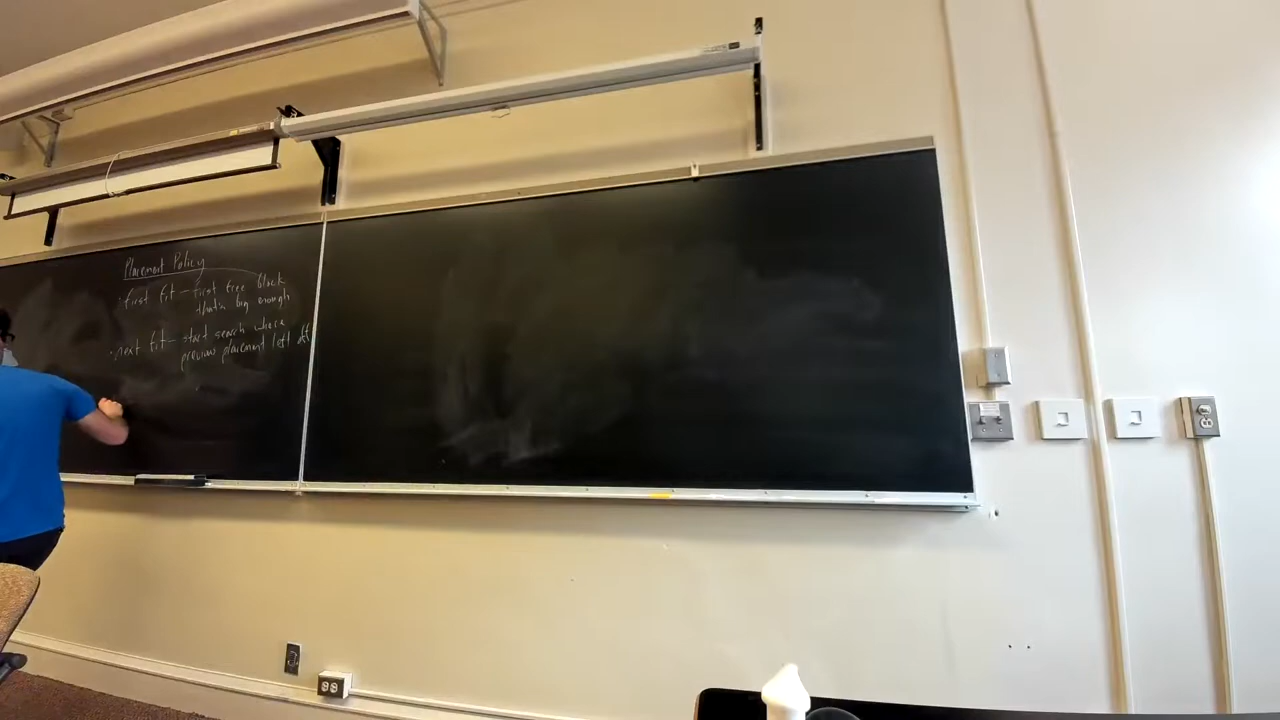 Placement Policy
· first fit – first free block
that's big enough
· next fit – start search where
previous placement left off